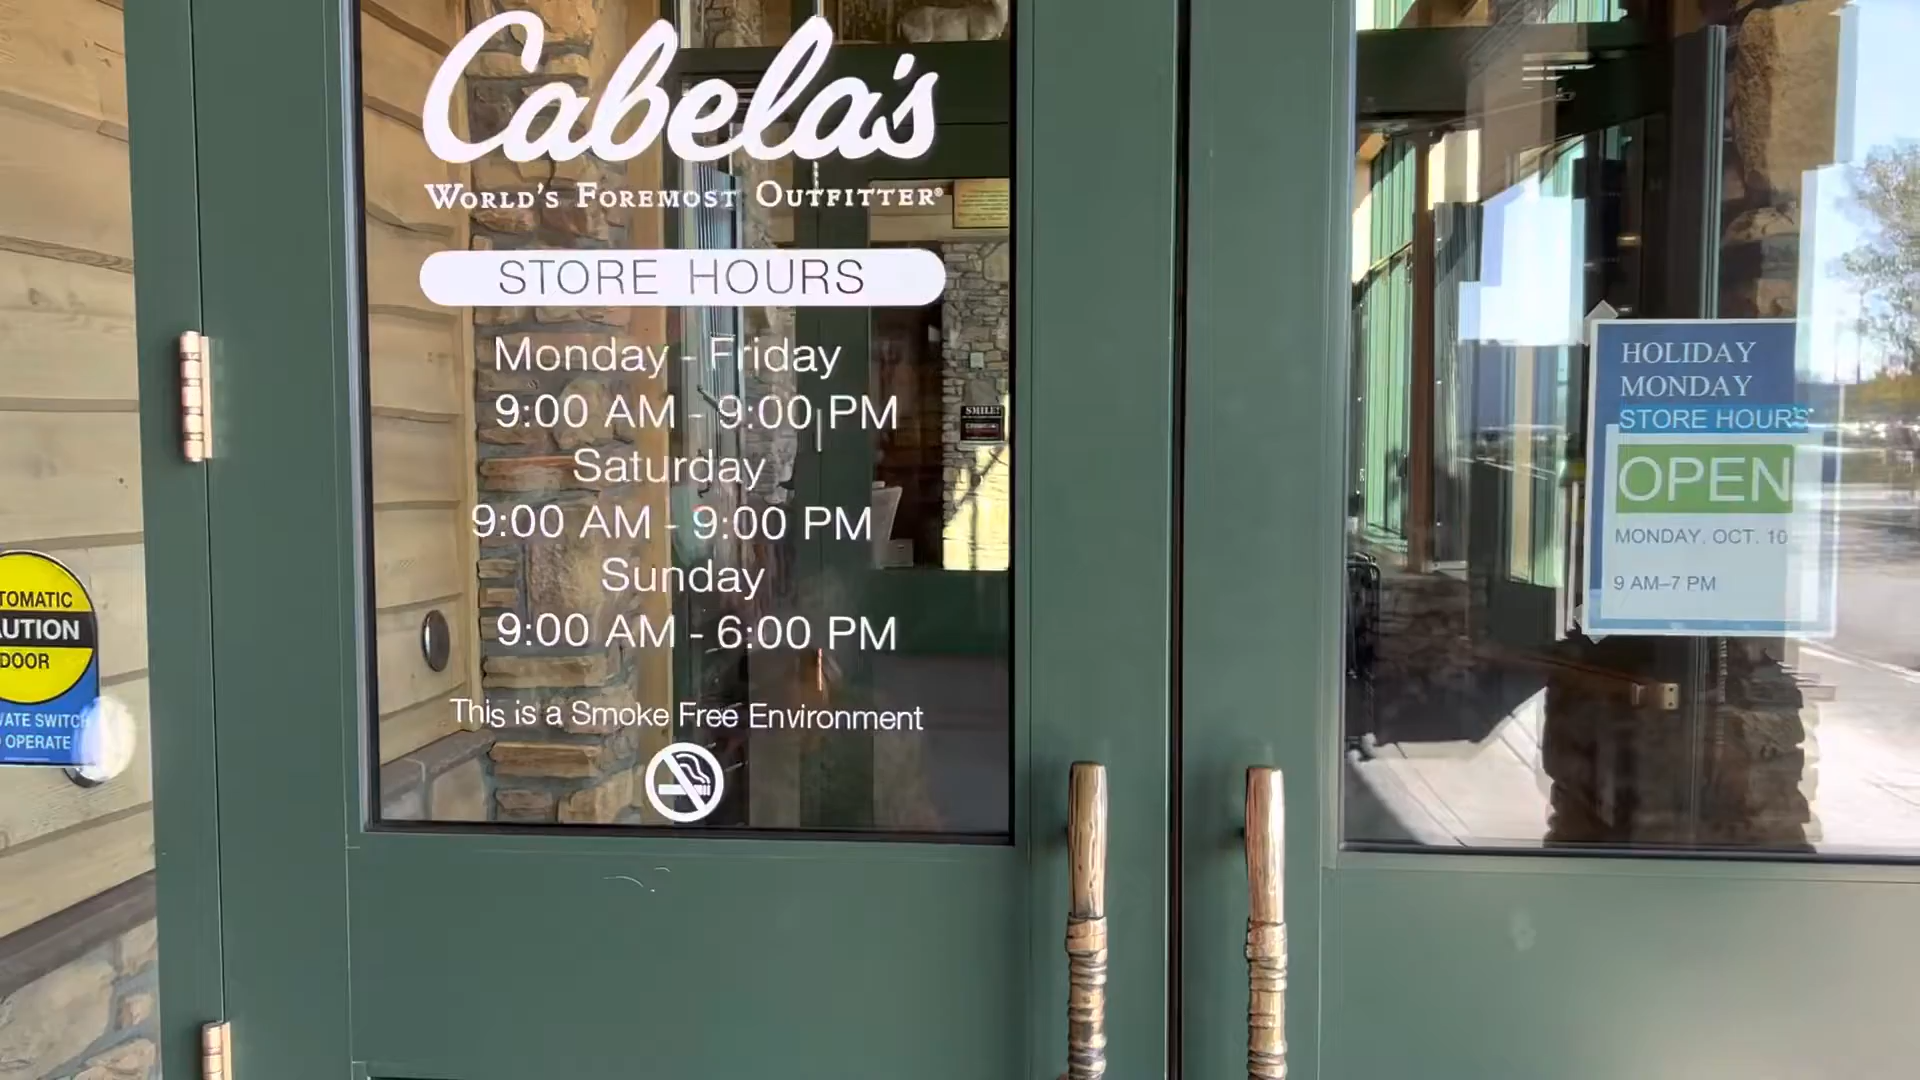 Cabela's
WORLD'S FOREMOST OUTFITTER®
STORE HOURS
Monday - Friday
9:00 AM - 9:00 PM
Saturday
9:00 AM - 9:00 PM
Sunday
9:00 AM - 6:00 PM
This is a Smoke Free Environment
SMILE!
HOLIDAY
MONDAY
STORE HOURS
OPEN
MONDAY, OCT. 10
9 AM–7 PM
TOMATIC
AUTION
DOOR
VATE SWITCH
O OPERATE